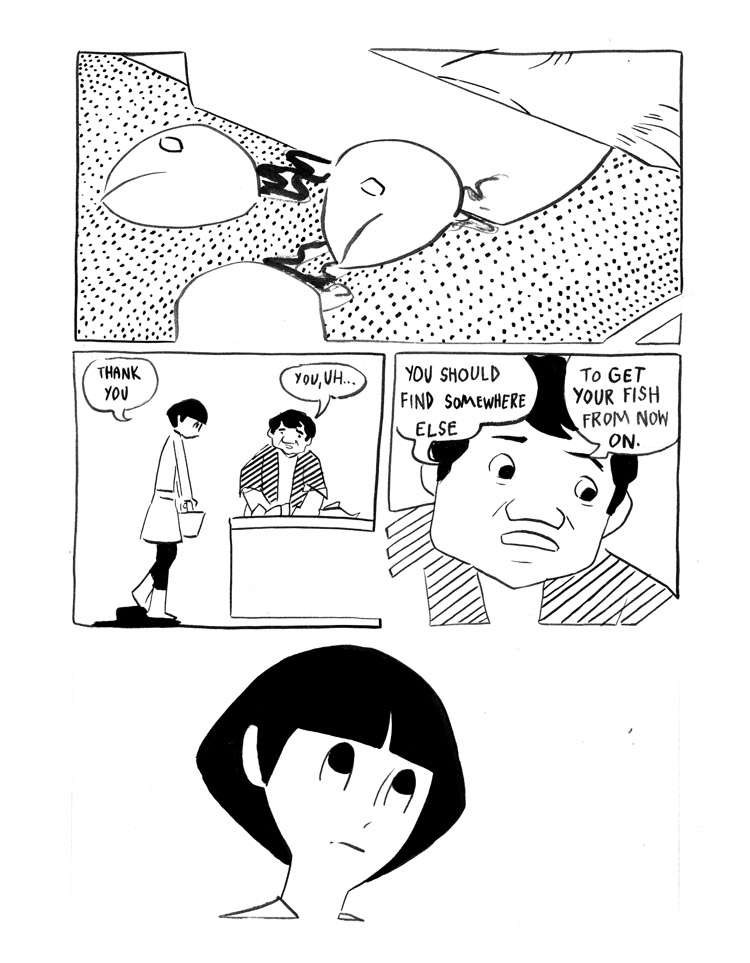 THANK
YOU
YOU, UH...
YOU SHOULD
FIND SOMEWHERE
ELSE
TO GET
YOUR FISH
FROM NOW
ON.